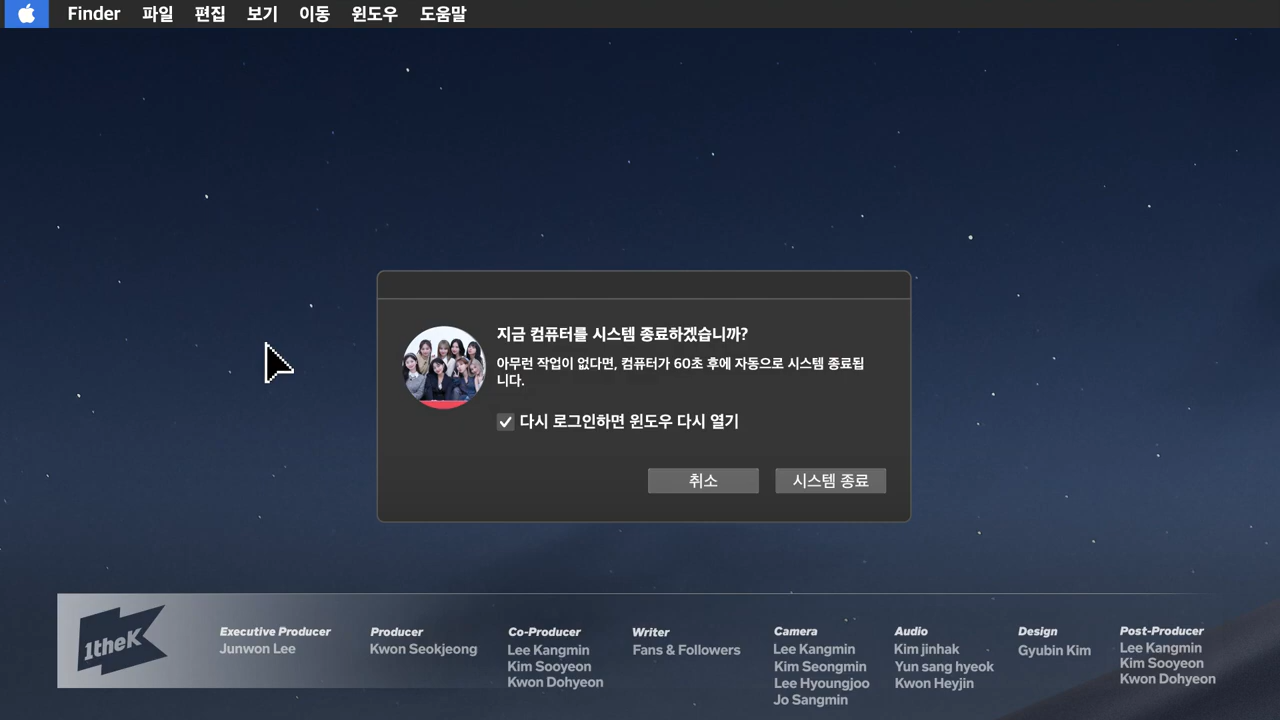 Finder 파일 편집 보기 이동 윈도우 도움말
지금 컴퓨터를 시스템 종료하겠습니까?
아무런 작업이 없다면, 컴퓨터가 60초 후에 자동으로 시스템 종료됩
니다.
다시 로그인하면 윈도우 다시 열기
취소 시스템 종료
1theK
Executive Producer
Junwon Lee
Producer
Kwon Seokjeong
Co-Producer
Lee Kangmin
Kim Sooyeon
Kwon Dohyeon
Writer
Fans & Followers
Camera
Lee Kangmin
Kim Seongmin
Lee Hyoungjoo
Jo Sangmin
Audio
Kim jinhak
Yun sang hyeok
Kwon Heyjin
Design
Gyubin Kim
Post-Producer
Lee Kangmin
Kim Sooyeon
Kwon Dohyeon